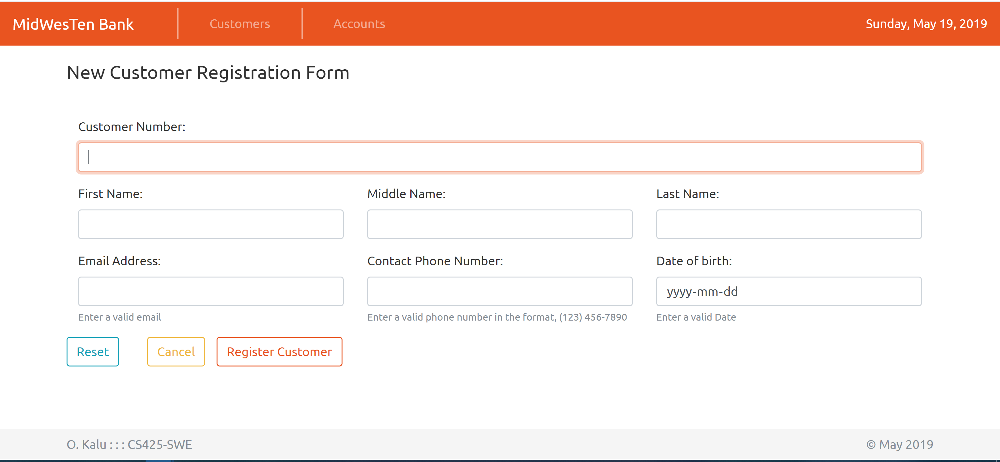 MidWesTen Bank Customers Accounts Sunday, May 19, 2019
New Customer Registration Form
Customer Number:
First Name: Middle Name: Last Name:
Email Address: Contact Phone Number: Date of birth:
yyyy-mm-dd
Enter a valid email Enter a valid phone number in the format, (123) 456-7890 Enter a valid Date
Reset Cancel Register Customer
O. Kalu : : : CS425-SWE © May 2019